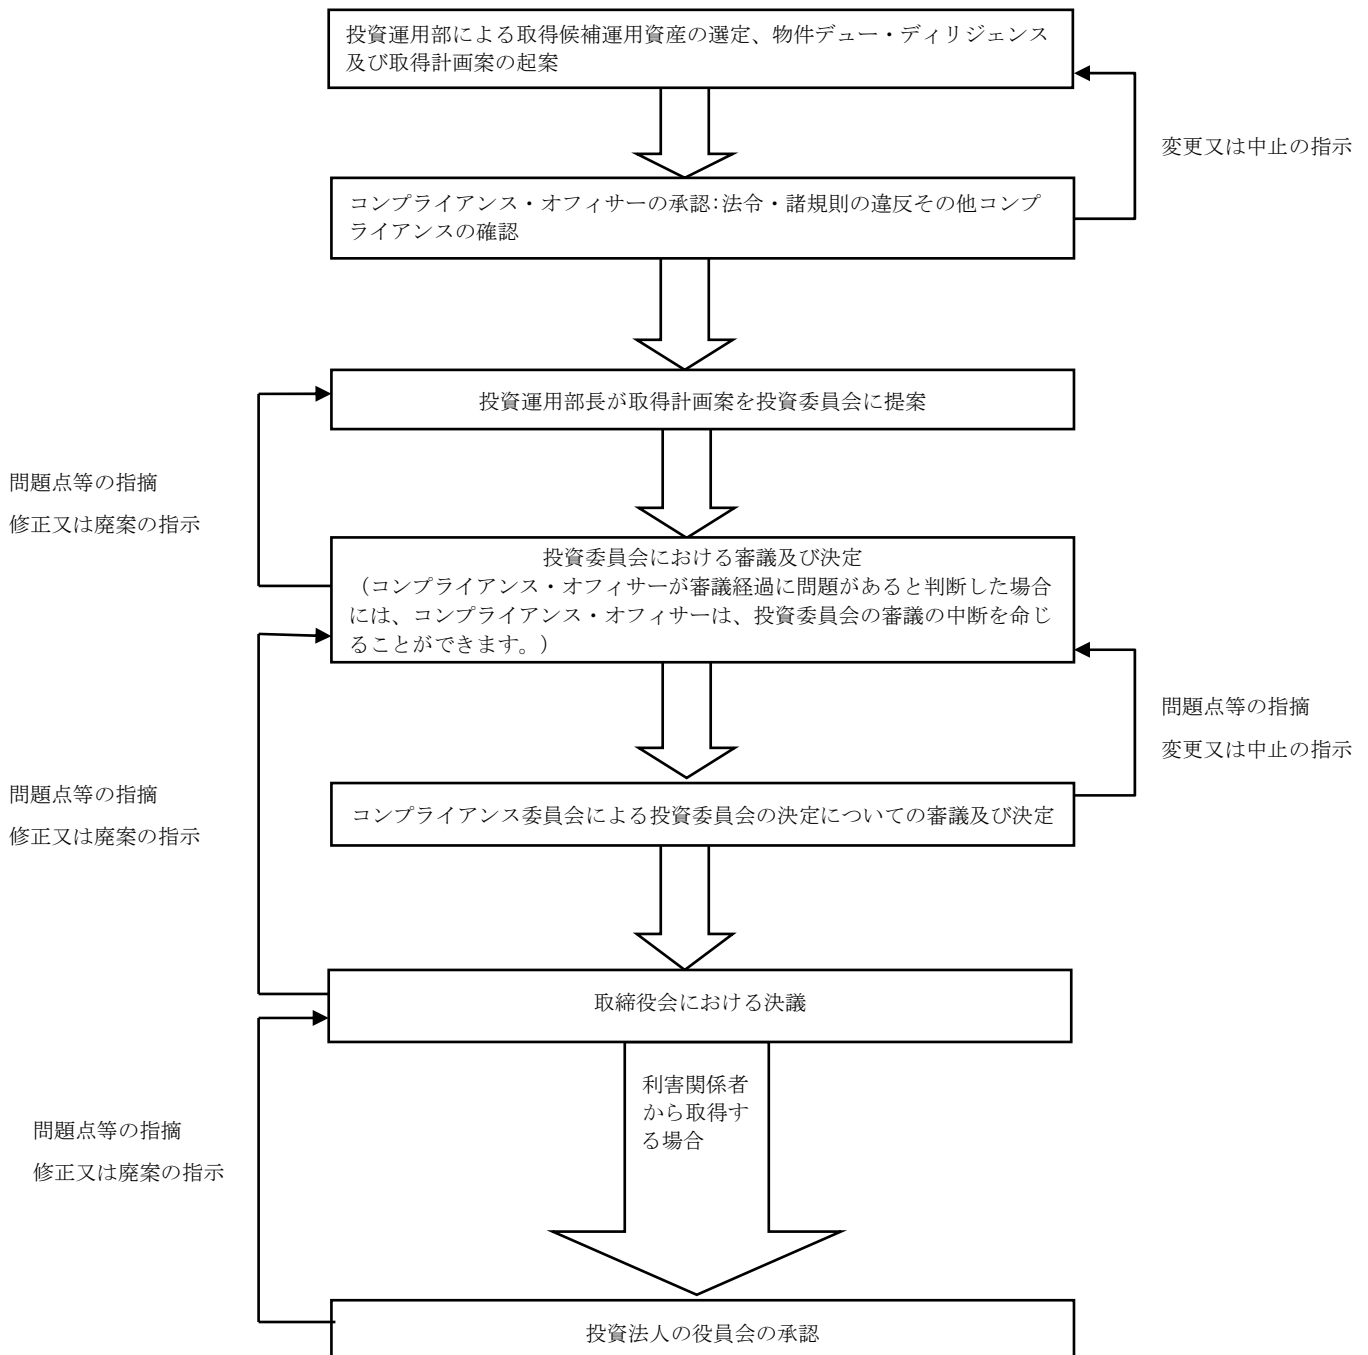 投資運用部による取得候補運用資産の選定、物件デュー・ディリジェンス
及び取得計画案の起案
変更又は中止の指示
コンプライアンス・オフィサーの承認:法令・諸規則の違反その他コンプ
ライアンスの確認
投資運用部長が取得計画案を投資委員会に提案
問題点等の指摘
修正又は廃案の指示
投資委員会における審議及び決定
（コンプライアンス・オフィサーが審議経過に問題があると判断した場合
には、コンプライアンス・オフィサーは、投資委員会の審議の中断を命じ
ることができます。）
問題点等の指摘
変更又は中止の指示
問題点等の指摘
修正又は廃案の指示
コンプライアンス委員会による投資委員会の決定についての審議及び決定
取締役会における決議
利害関係者
から取得す
る場合
問題点等の指摘
修正又は廃案の指示
投資法人の役員会の承認